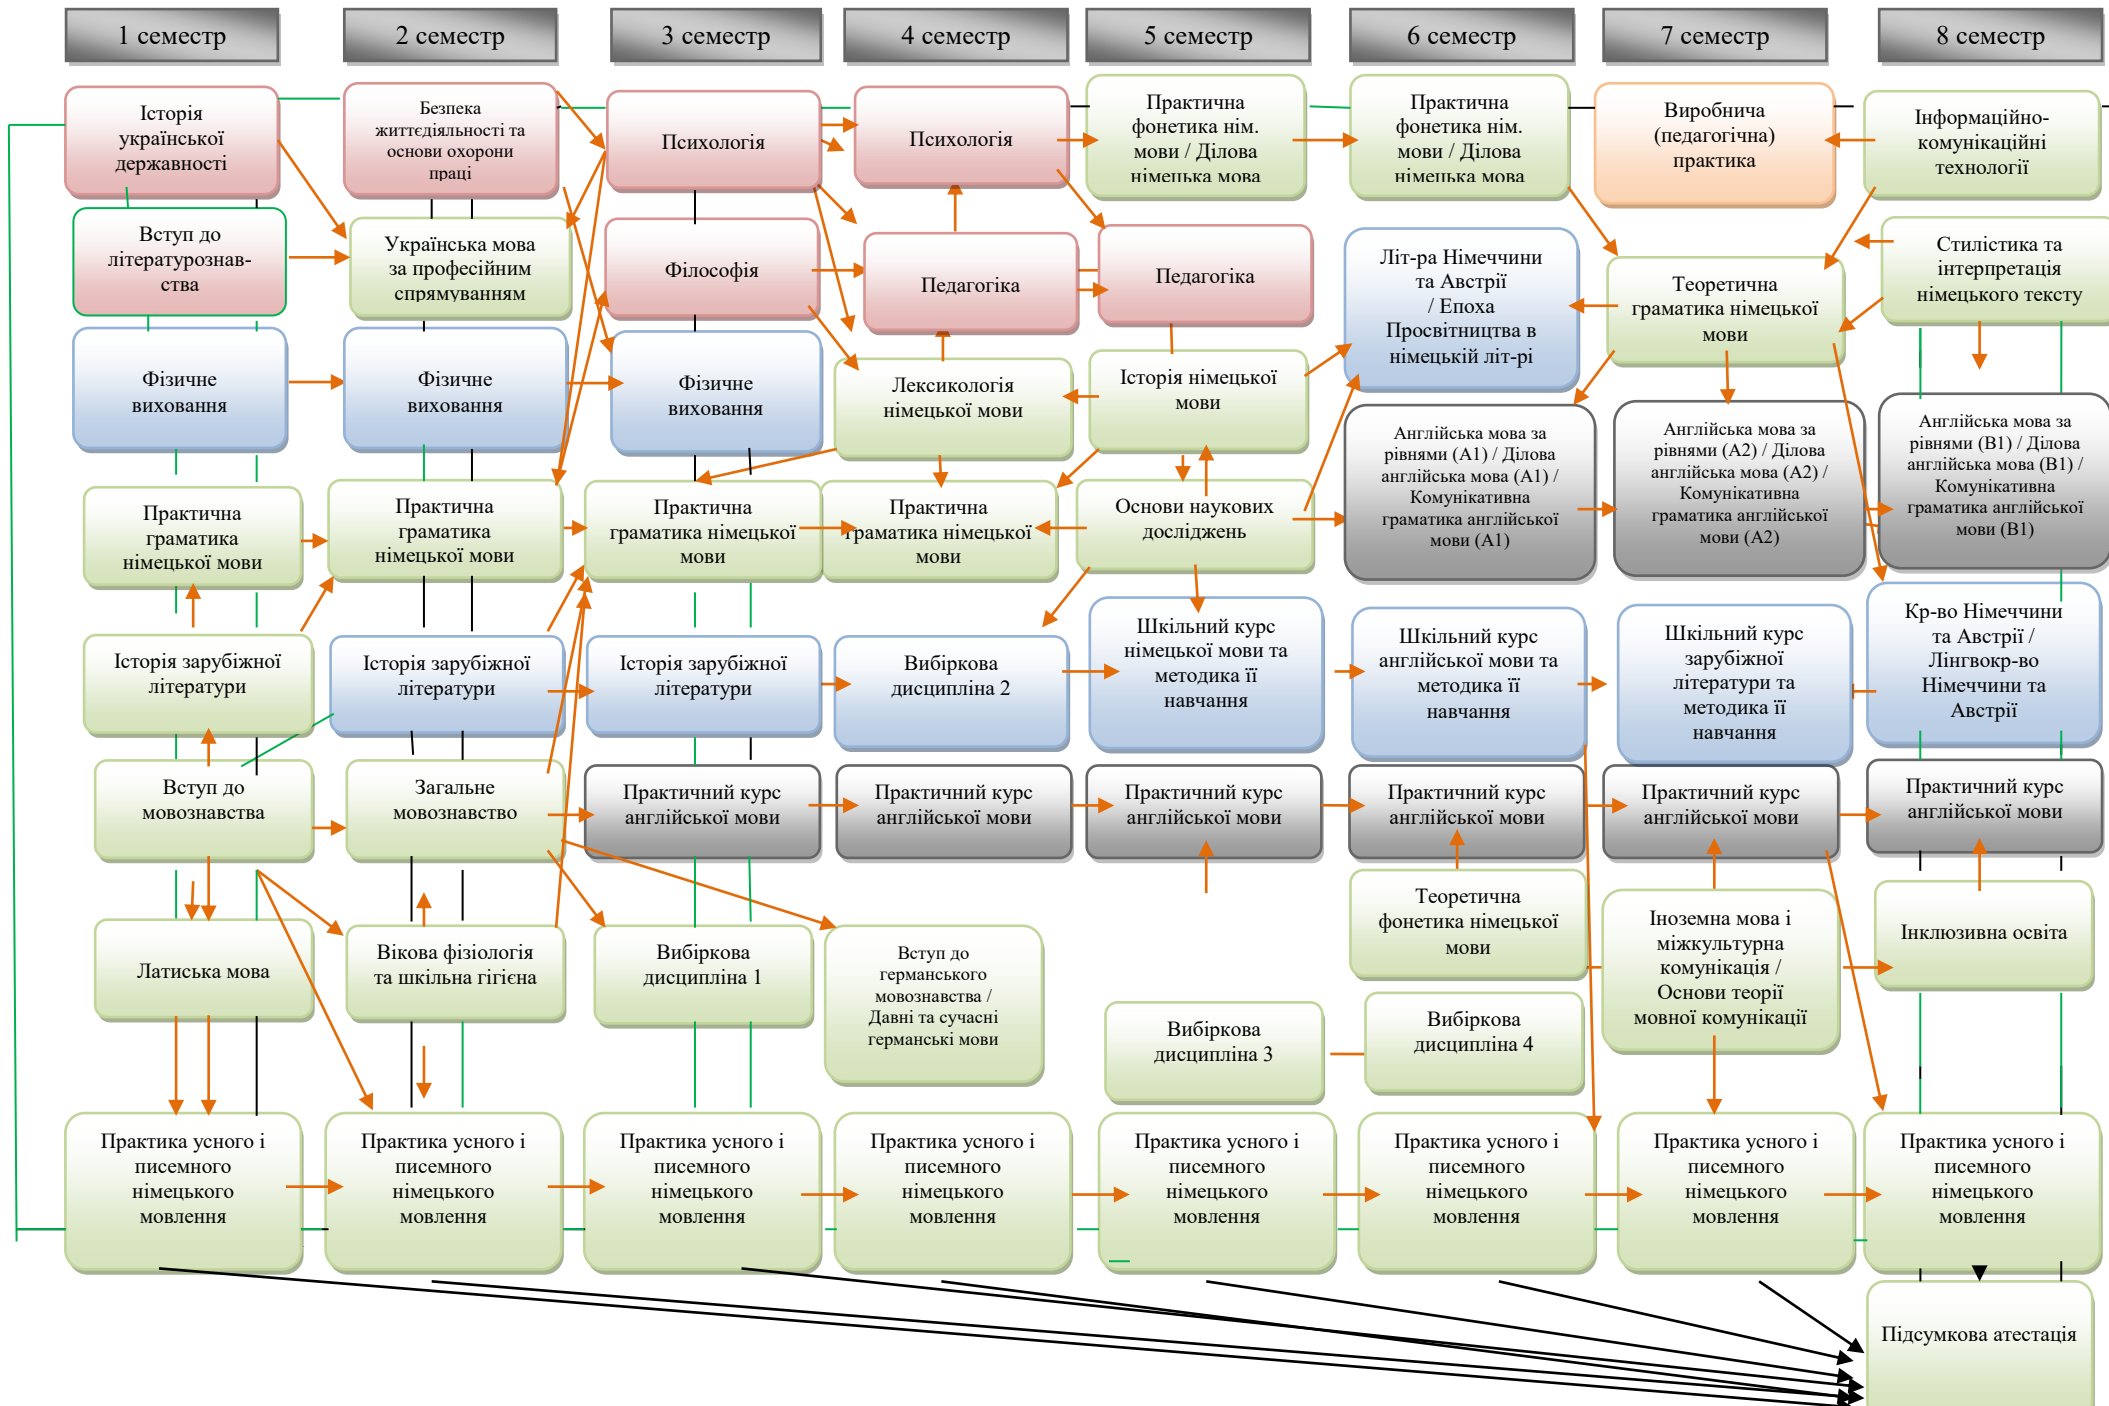 1 семестр
2 семестр
3 семестр
4 семестр
5 семестр
6 семестр
7 семестр
8 семестр
Історія
української
державності
Безпека
життєдіяльності та
основи охорони
праці
Психологія
Психологія
Практична
фонетика нім.
мови / Ділова
німецька мова
Практична
фонетика нім.
мови / Ділова
німецька мова
Виробнича
(педагогічна)
практика
Інформаційно-
комунікаційні
технології
Вступ до
літературознав-
ства
Українська мова
за професійним
спрямуванням
Філософія
Педагогіка
Педагогіка
Літ-ра Німеччини
та Австрії
/ Епоха
Просвітництва в
німецькій літ-рі
Теоретична
граматика німецької
мови
Стилістика та
інтерпретація
німецького тексту
Фізичне
виховання
Фізичне
виховання
Фізичне
виховання
Лексикологія
німецької мови
Історія німецької
мови
Англійська мова за
рівнями (А1) / Ділова
англійська мова (А1) /
Комунікативна
граматика англійської
мови (А1)
Англійська мова за
рівнями (А2) / Ділова
англійська мова (А2) /
Комунікативна
граматика англійської
мови (А2)
Англійська мова за
рівнями (В1) / Ділова
англійська мова (В1) /
Комунікативна
граматика англійської
мови (В1)
Практична
граматика
німецької мови
Практична
граматика
німецької мови
Практична
граматика німецької
мови
Практична
граматика німецької
мови
Основи наукових
досліджень
Історія зарубіжної
літератури
Історія зарубіжної
літератури
Історія зарубіжної
літератури
Вибіркова
дисципліна 2
Шкільний курс
німецької мови та
методика її
навчання
Шкільний курс
англійської мови та
методика її
навчання
Шкільний курс
зарубіжної
літератури та
методика її
навчання
Кр-во Німеччини
та Австрії /
Лінгвокр-во
Німеччини та
Австрії
Вступ до
мовознавства
Загальне
мовознавство
Практичний курс
англійської мови
Практичний курс
англійської мови
Практичний курс
англійської мови
Практичний курс
англійської мови
Практичний курс
англійської мови
Практичний курс
англійської мови
Латиська мова
Вікова фізіологія
та шкільна гігієна
Вибіркова
дисципліна 1
Вступ до
германського
мовознавства /
Давні та сучасні
германські мови
Теоретична
фонетика німецької
мови
Іноземна мова і
міжкультурна
комунікація /
Основи теорії
мовної комунікації
Інклюзивна освіта
Вибіркова
дисципліна 3
Вибіркова
дисципліна 4
Практика усного і
писемного
німецького
мовлення
Практика усного і
писемного
німецького
мовлення
Практика усного і
писемного
німецького
мовлення
Практика усного і
писемного
німецького
мовлення
Практика усного і
писемного
німецького
мовлення
Практика усного і
писемного
німецького
мовлення
Практика усного і
писемного
німецького
мовлення
Практика усного і
писемного
німецького
мовлення
Підсумкова атестація